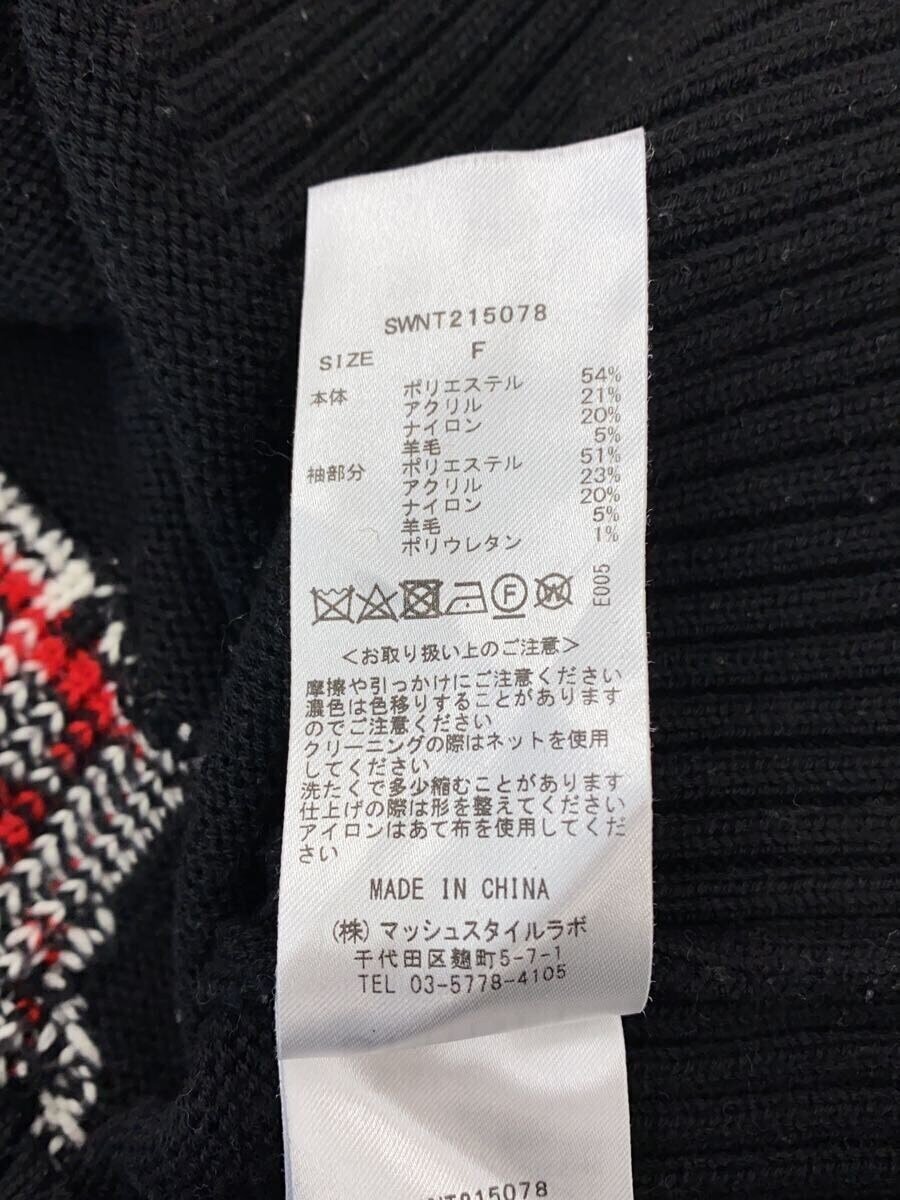 SWNT215078
SIZE F
本体 ポリエステル 54%
アクリル 21%
ナイロン 20%
羊毛 5%
袖部分 ポリエステル 51%
アクリル 23%
ナイロン 20%
羊毛 5%
ポリウレタン 1%
F W E005
<お取り扱い上のご注意>
摩擦や引っかけにご注意ください
濃色は色移りすることがあります
のでご注意ください
クリーニングの際はネットを使用
してください
洗たくで多少縮むことがあります
仕上げの際は形を整えてください
アイロンはあて布を使用してくだ
さい
MADE IN CHINA
(株)マッシュスタイルラボ
千代田区麹町5-7-1
TEL 03-5778-4105
WNT215078